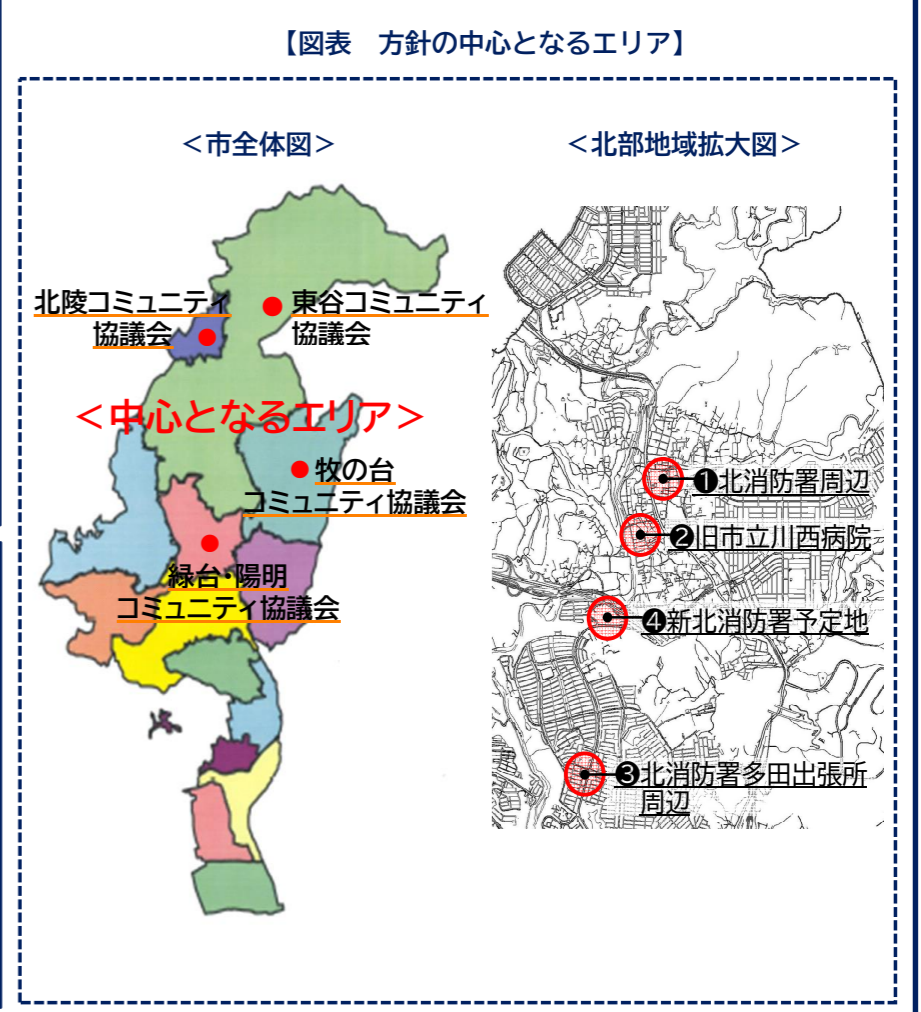 【図表　方針の中心となるエリア】
＜市全体図＞
北陵コミュニティ
協議会
東谷コミュニティ
協議会
＜中心となるエリア＞
牧の台
コミュニティ協議会
緑台・陽明
コミュニティ協議会
＜北部地域拡大図＞
❶北消防署周辺
❷旧市立川西病院
❹新北消防署予定地
❸北消防署多田出張所
周辺